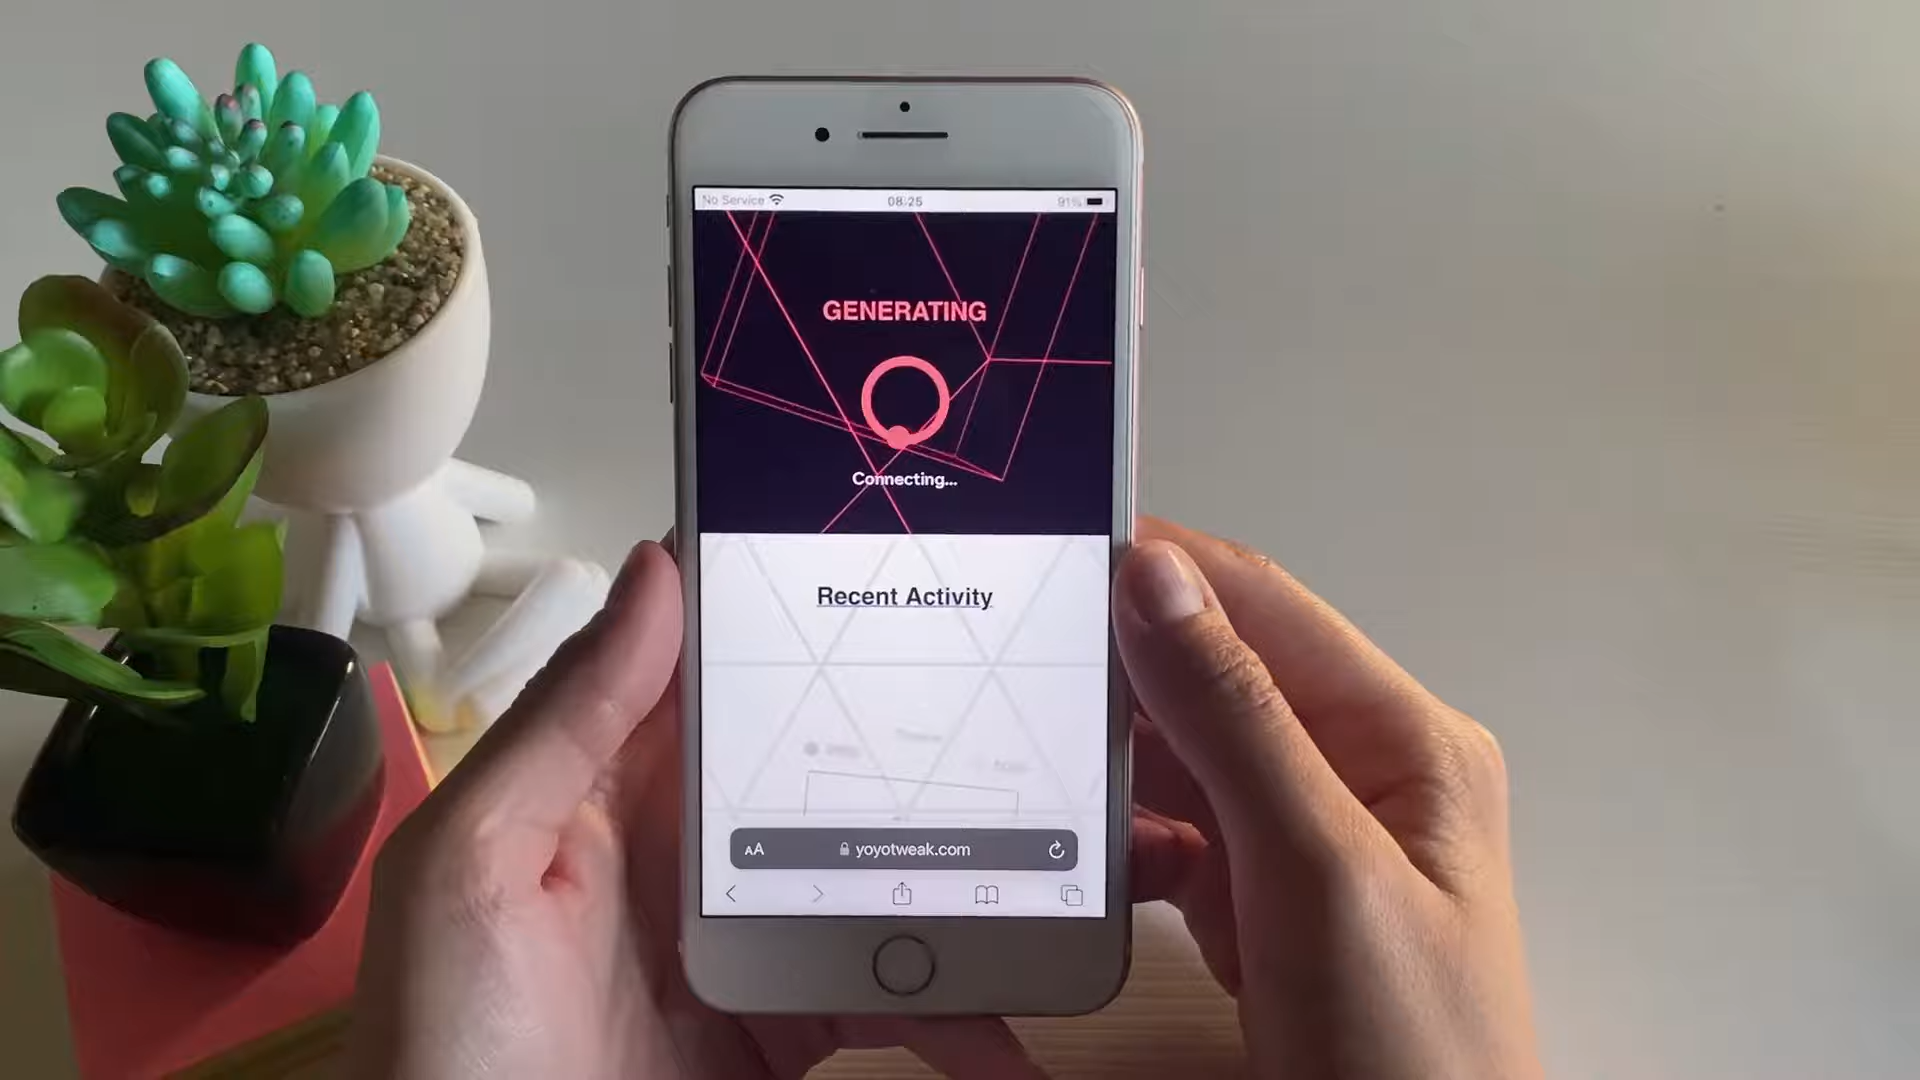 No Service 08:25 91%
GENERATING
Connecting...
Recent Activity
AA yoyotweak.com